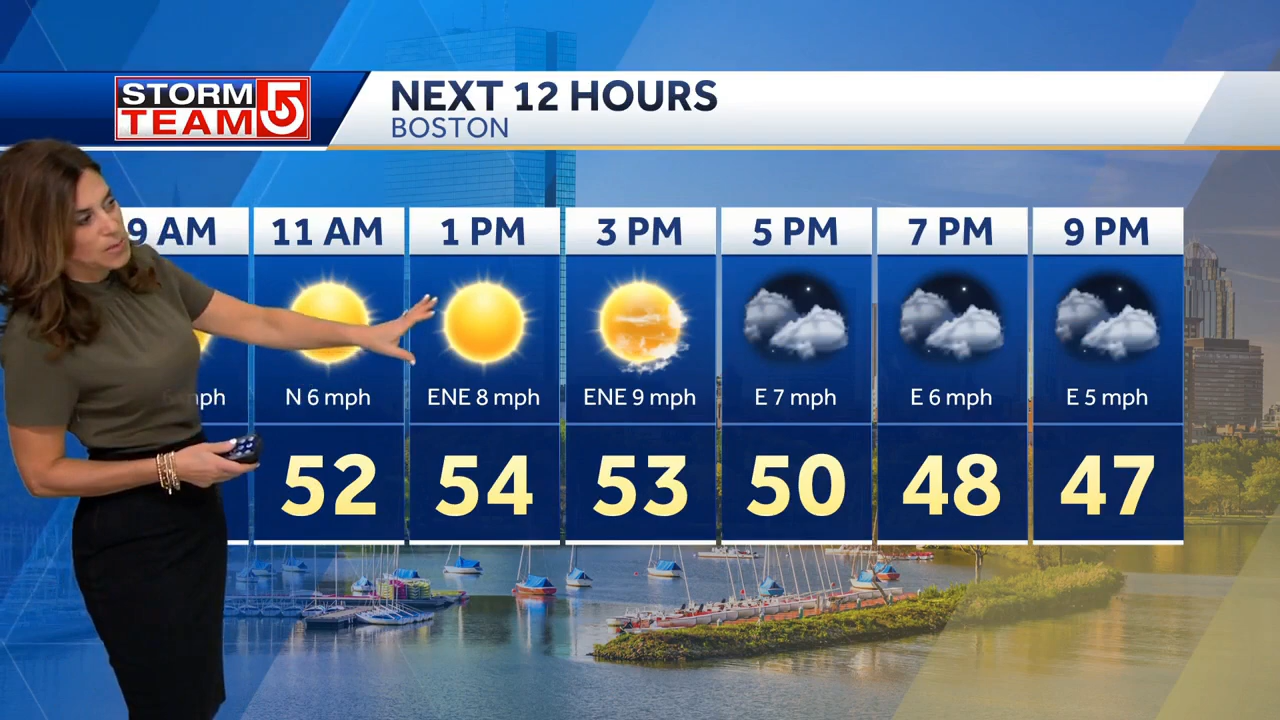 STORM
TEAM 5
NEXT 12 HOURS
BOSTON
9 AM 11 AM 1 PM 3 PM 5 PM 7 PM 9 PM
mph N 6 mph ENE 8 mph ENE 9 mph E 7 mph E 6 mph E 5 mph
52 54 53 50 48 47